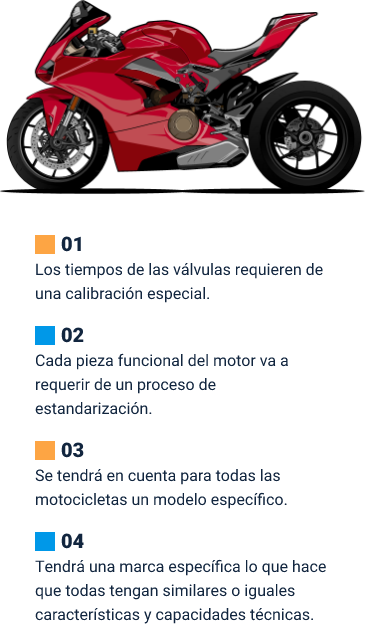 01
Los tiempos de las válvulas requieren de
una calibración especial.
02
Cada pieza funcional del motor va a
requerir de un proceso de
estandarización.
03
Se tendrá en cuenta para todas las
motocicletas un modelo específico.
04
Tendrá una marca específica lo que hace
que todas tengan similares o iguales
características y capacidades técnicas.